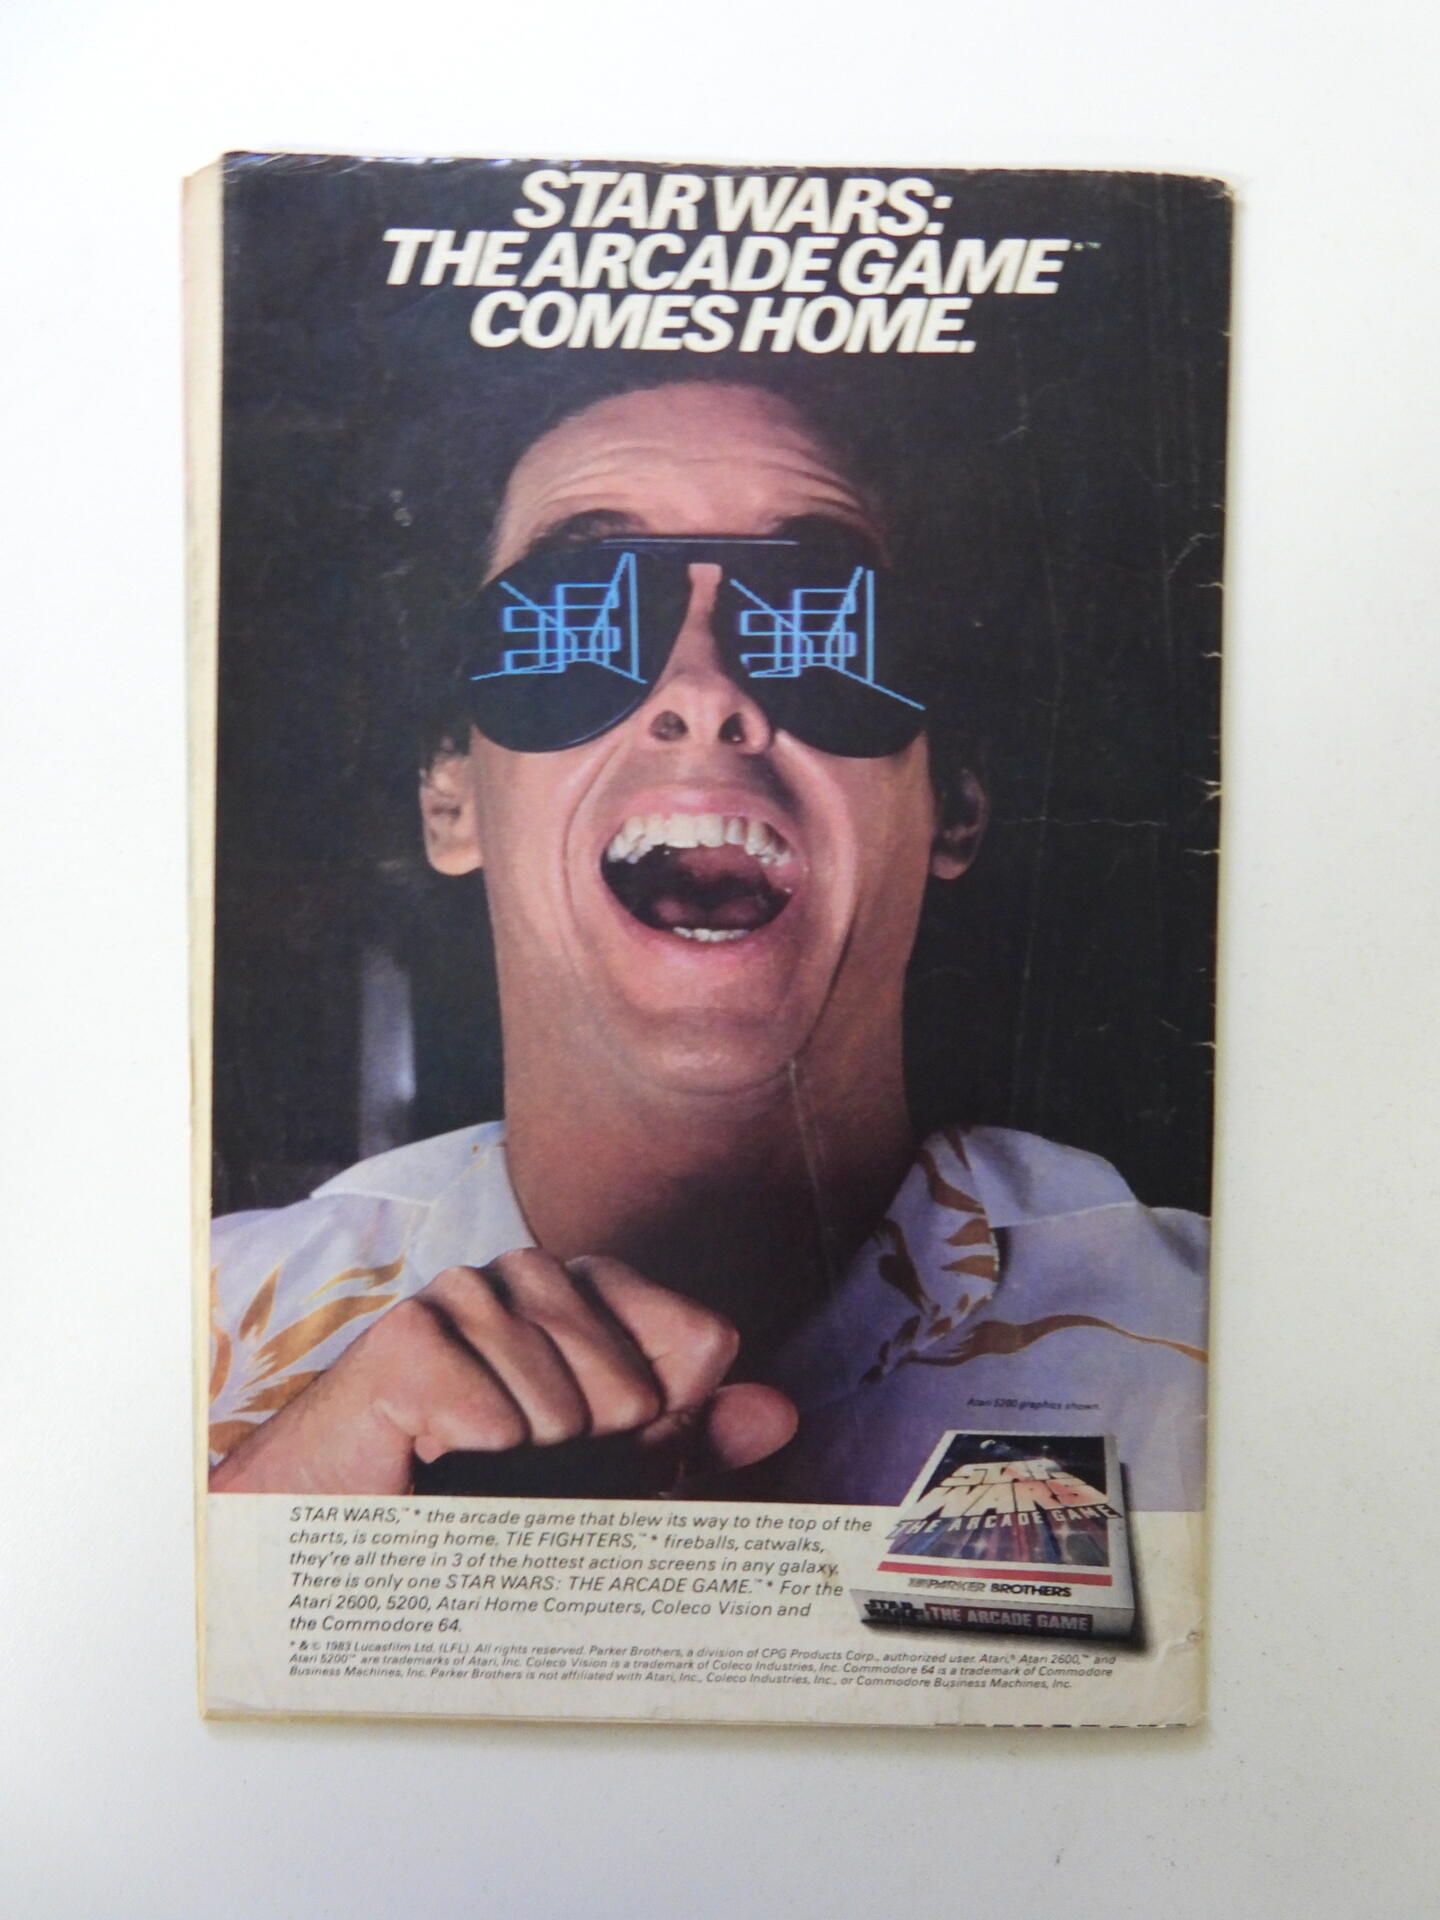 STAR WARS:
THE ARCADE GAME*™
COMES HOME.
Atari 5200 graphics shown.
STAR WARS
THE ARCADE GAME
PARKER BROTHERS
STAR WARS THE ARCADE GAME
STAR WARS,™* the arcade game that blew its way to the top of the
charts, is coming home. TIE FIGHTERS,™* fireballs, catwalks,
they're all there in 3 of the hottest action screens in any galaxy.
There is only one STAR WARS: THE ARCADE GAME.™* For the
Atari 2600, 5200, Atari Home Computers, Coleco Vision and
the Commodore 64.
* & © 1983 Lucasfilm Ltd. (LFL). All rights reserved. Parker Brothers, a division of CPG Products Corp., authorized user. Atari,® Atari 2600,™ and
Atari 5200™ are trademarks of Atari, Inc. Coleco Vision is a trademark of Coleco Industries, Inc. Commodore 64 is a trademark of Commodore
Business Machines, Inc. Parker Brothers is not affiliated with Atari, Inc., Coleco Industries, Inc., or Commodore Business Machines, Inc.